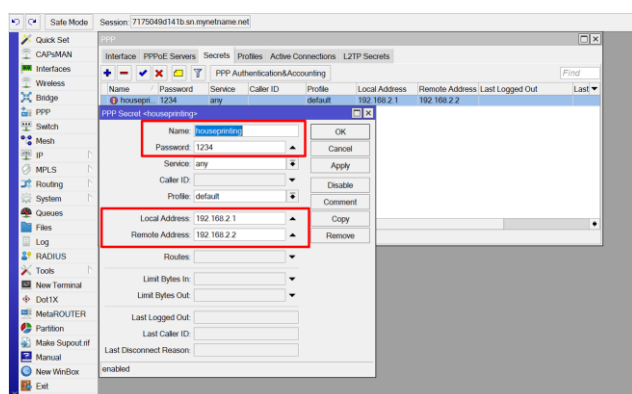 Safe Mode Session: 7175049d141b.sn.mynetname.net
Quick Set
CAPsMAN
Interfaces
Wireless
Bridge
PPP
Switch
Mesh
IP
MPLS
Routing
System
Queues
Files
Log
RADIUS
Tools
New Terminal
Dot1X
MetaROUTER
Partition
Make Supout.rif
Manual
New WinBox
Exit
PPP
Interface PPPoE Servers Secrets Profiles Active Connections L2TP Secrets
PPP Authentication&Accounting Find
Name Password Service Caller ID Profile Local Address Remote Address Last Logged Out Last
housepri... 1234 any default 192.168.2.1 192.168.2.2
PPP Secret <houseprinting>
Name: houseprinting OK
Password: 1234 Cancel
Service: any Apply
Caller ID: Disable
Profile: default Comment
Local Address: 192.168.2.1 Copy
Remote Address: 192.168.2.2 Remove
Routes:
Limit Bytes In:
Limit Bytes Out:
Last Logged Out:
Last Caller ID:
Last Disconnect Reason:
enabled